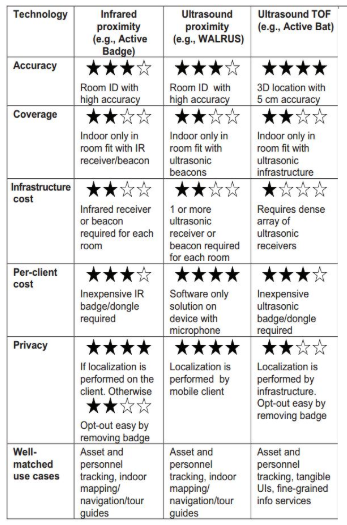 Technology
Infrared
proximity
(e.g., Active
Badge)
Ultrasound
proximity
(e.g., WALRUS)
Ultrasound TOF
(e.g., Active Bat)
Accuracy
★★★☆
Room ID with
high accuracy
★★★☆
Room ID with
high accuracy
★★★★
3D location with
5 cm accuracy
Coverage
★★☆☆
Indoor only in
room fit with IR
receiver/beacon
★★☆☆
Indoor only in
room fit with
ultrasonic
beacons
★★☆☆
Indoor only in
room fit with
ultrasonic
infrastructure
Infrastructure
cost
★★☆☆
Infrared receiver
or beacon
required for each
room
★★☆☆
1 or more
ultrasonic
receiver or
beacon required
for each room
★☆☆☆
Requires dense
array of
ultrasonic
receivers
Per-client
cost
★★★☆
Inexpensive IR
badge/dongle
required
★★★★
Software only
solution on
device with
microphone
★★★☆
Inexpensive
ultrasonic
badge/dongle
required
Privacy
★★★★
If localization is
performed on the
client. Otherwise
★★☆☆
Opt-out easy by
removing badge
★★★★
Localization is
performed by
mobile client
★★☆☆
Localization is
performed by
infrastructure.
Opt-out easy by
removing badge
Well-
matched
use cases
Asset and
personnel
tracking, indoor
mapping/
navigation/tour
guides
Asset and
personnel
tracking, indoor
mapping/
navigation/tour
guides
Asset and
personnel
tracking, tangible
UIs, fine-grained
info services